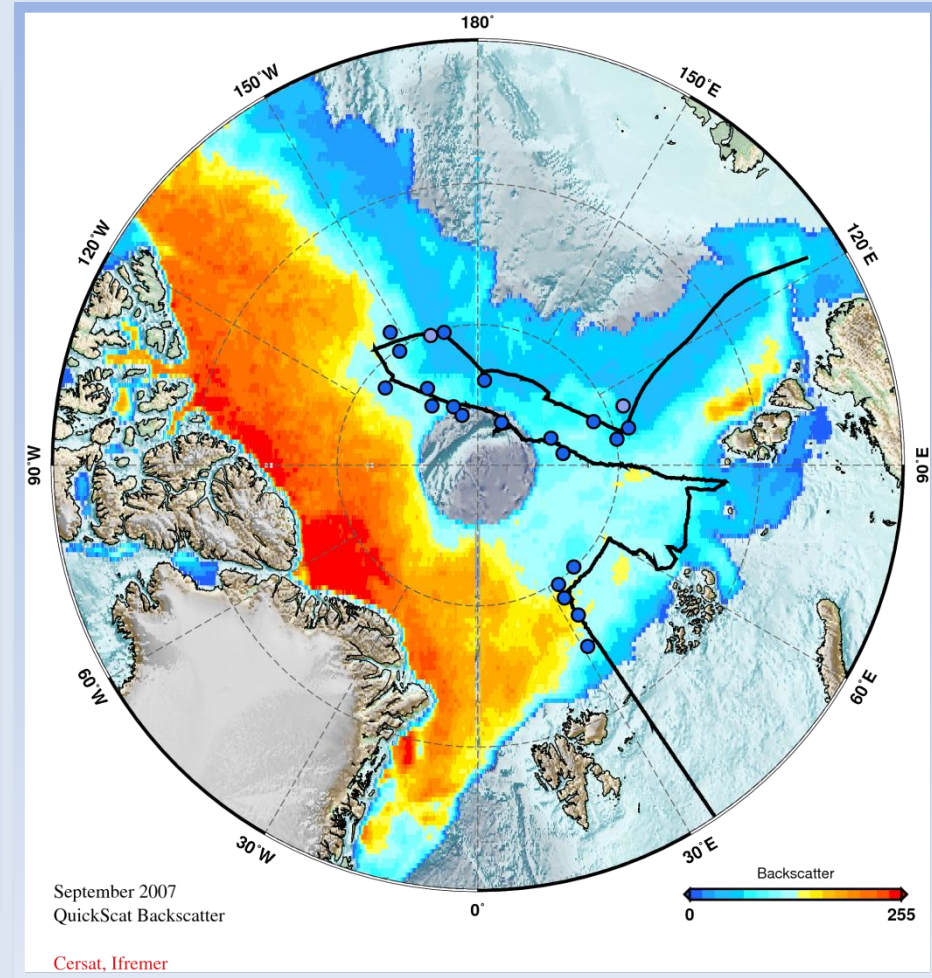 180°
150°W
150°E
120°W
120°E
90°W
90°E
60°W
60°E
30°W
30°E
0°
Backscatter
0
255
September 2007
QuickScat Backscatter
Cersat, Ifremer